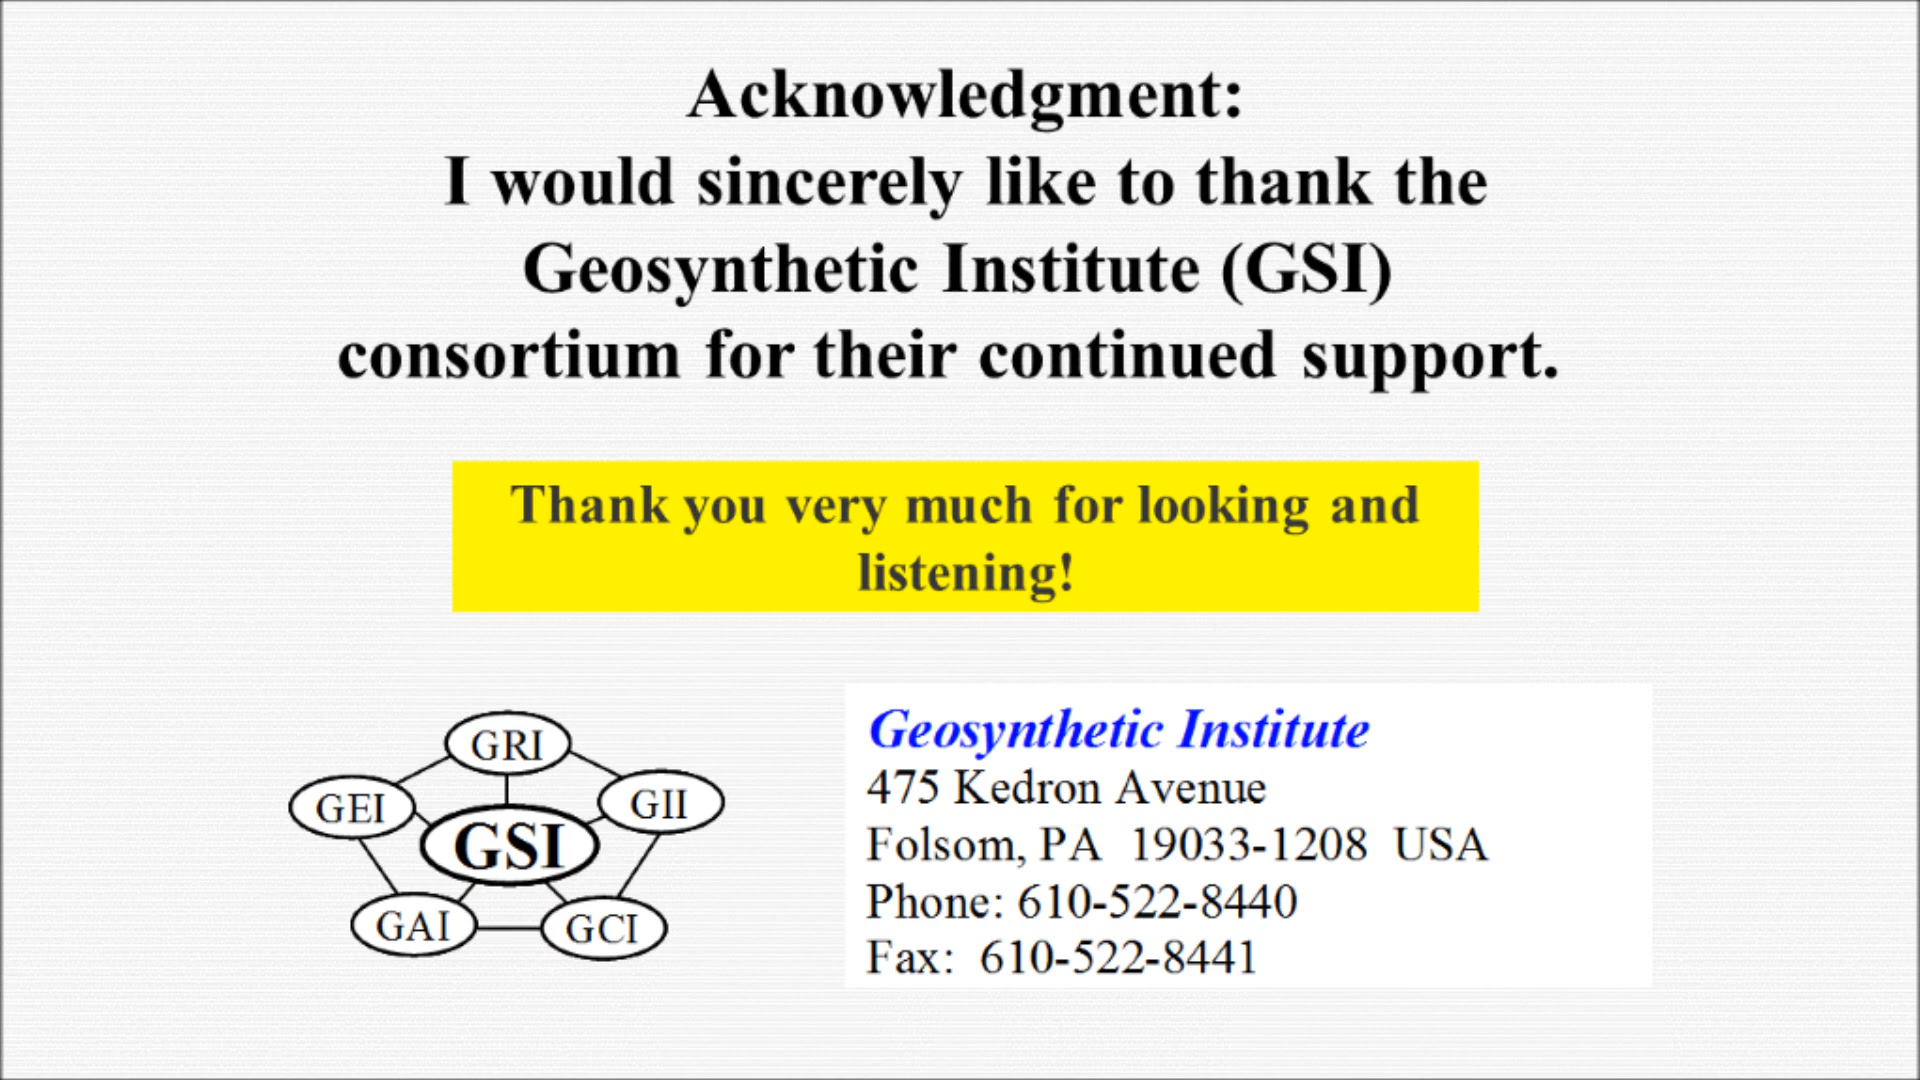 Acknowledgment:
I would sincerely like to thank the
Geosynthetic Institute (GSI)
consortium for their continued support.
Thank you very much for looking and
listening!
GRI
GEI
GII
GSI
GAI
GCI
Geosynthetic Institute
475 Kedron Avenue
Folsom, PA 19033-1208 USA
Phone: 610-522-8440
Fax: 610-522-8441